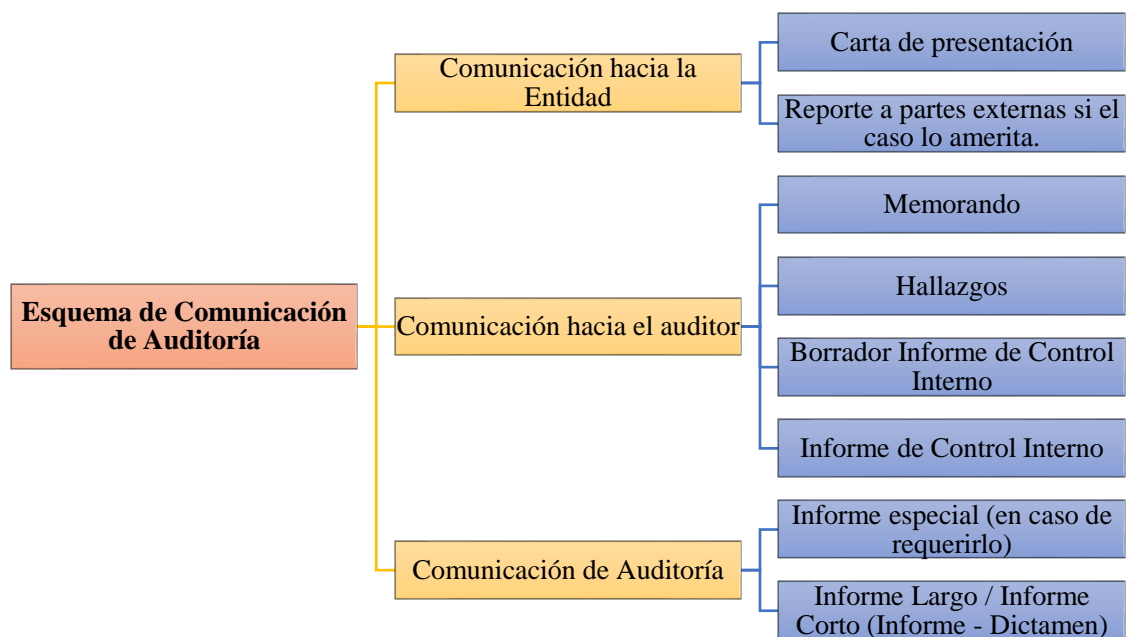 Esquema de Comunicación
de Auditoría
Comunicación hacia la
Entidad
Carta de presentación
Reporte a partes externas si el
caso lo amerita.
Comunicación hacia el auditor
Memorando
Hallazgos
Borrador Informe de Control
Interno
Informe de Control Interno
Comunicación de Auditoría
Informe especial (en caso de
requerirlo)
Informe Largo / Informe
Corto (Informe - Dictamen)